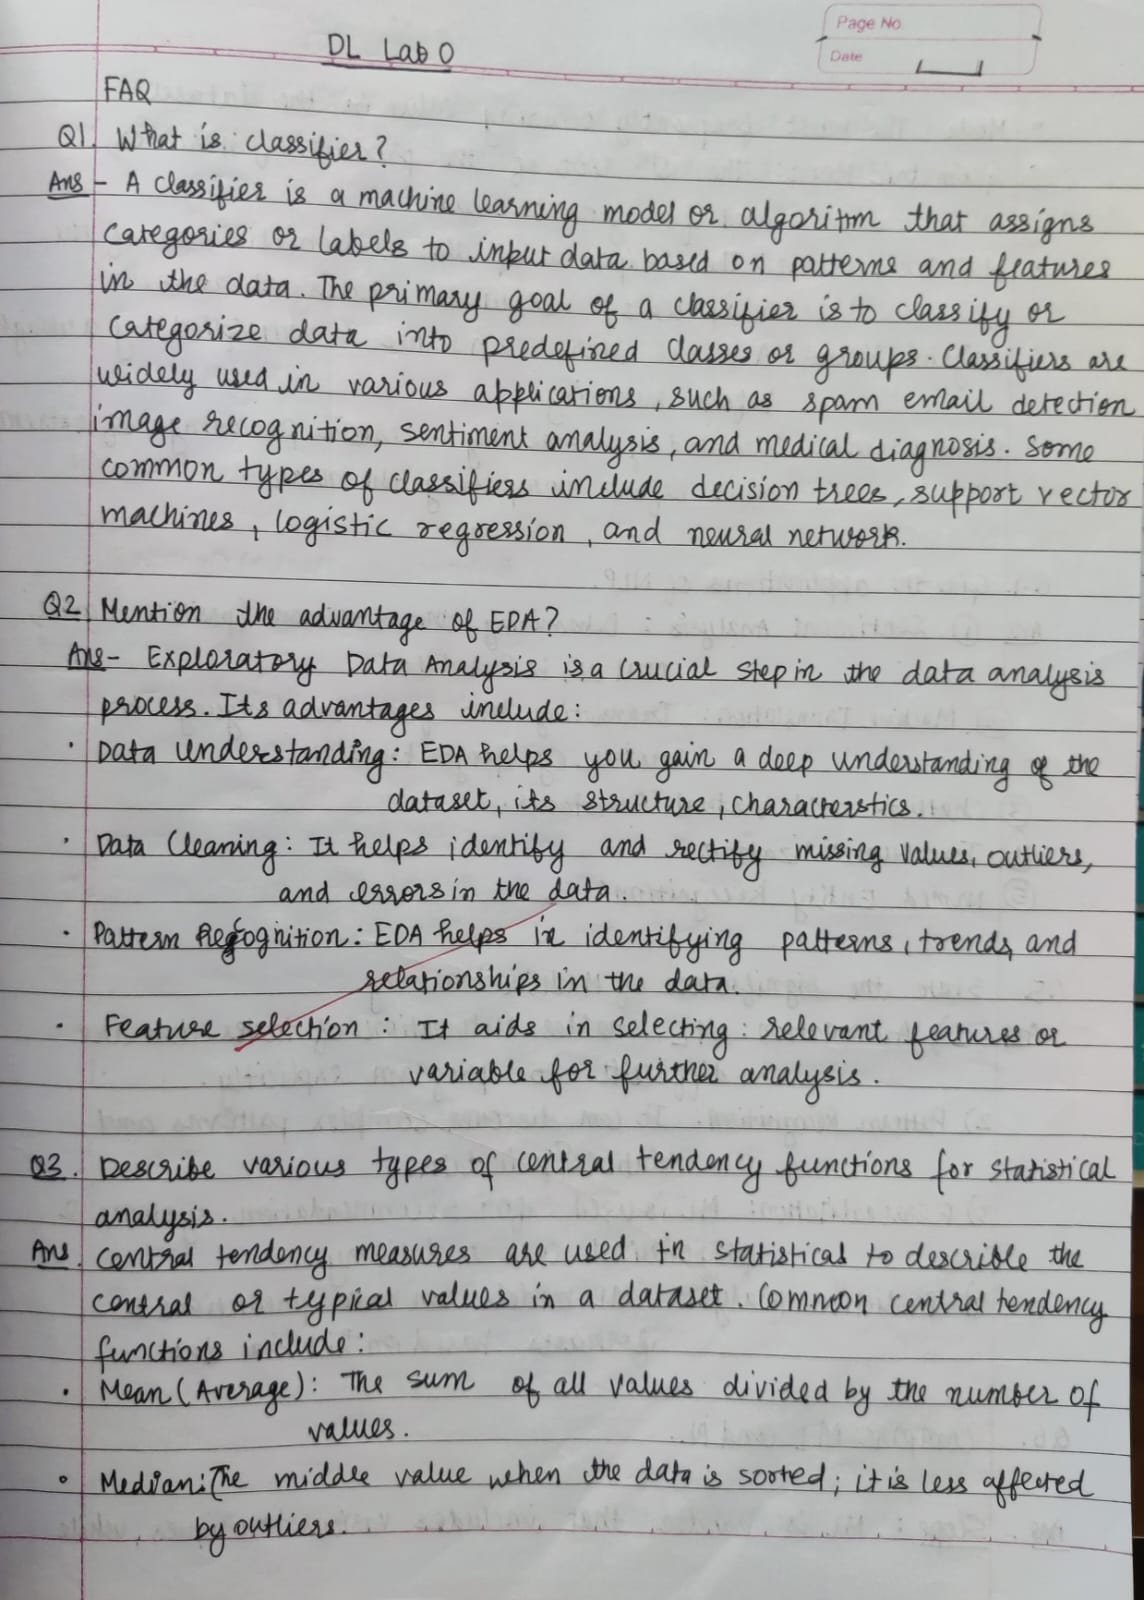 Page No.
Date
DL Lab 0
FAQ
Q1. What is classifier?
Ans - A classifier is a machine learning model or algorithm that assigns
categories or labels to input data based on patterns and features
in the data. The primary goal of a classifier is to classify or
categorize data into predefined classes or groups. Classifiers are
widely used in various applications, such as spam email detection
image recognition, sentiment analysis, and medical diagnosis. Some
common types of classifiers include decision trees, support vector
machines, logistic regression, and neural network.
Q2 Mention the advantage of EDA?
Ans- Exploratory Data Analysis is a crucial step in the data analysis
process. Its advantages include:
· Data Understanding: EDA helps you gain a deep understanding of the
dataset, its structure, characterstics.
· Data Cleaning: It helps identify and rectify missing values, outliers,
and errors in the data.
· Pattern Recognition: EDA helps in identifying patterns, trends, and
relationships in the data.
· Feature selection: It aids in selecting relevant features or
variable for further analysis.
Q3. Describe various types of central tendency functions for statistical
analysis.
Ans. Central tendency measures are used in statistical to describle the
central or typical values in a dataset. Common central tendency
functions include:
· Mean (Average): The sum of all values divided by the number of
values.
· Median: The middle value when the data is sorted; it is less affected
by outliers.